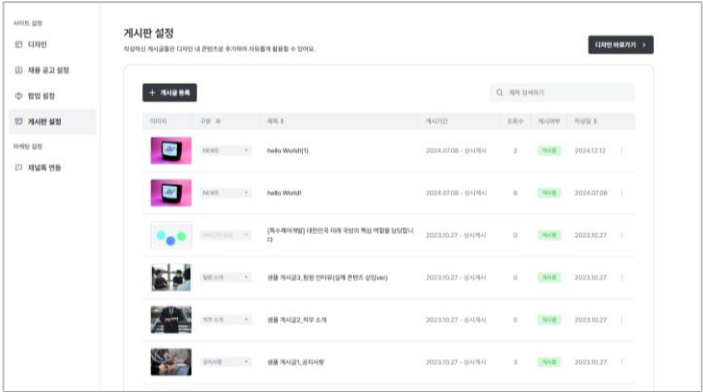 사이트 설정
디자인
채용 공고 설정
팝업 설정
게시판 설정
마케팅 설정
채널톡 연동
게시판 설정
작성하신 게시글들은 디자인 내 콘텐츠로 추가하여 자유롭게 활용할 수 있어요.
디자인 바로가기 >
+ 게시글 등록
제목 검색하기
이미지 구분 제목 게시기간 조회수 게시여부 작성일
NEWS hello World!(1) 2024.07.08 - 상시게시 2 게시중 2024.12.12
NEWS hello World! 2024.07.08 - 상시게시 8 게시중 2024.07.08
[특수제어개발] 대한민국 미래 국방의 핵심 역할을 담당합니
다
2023.10.27 - 상시게시 0 게시중 2023.10.27
팀원 소개 샘플 게시글3_팀원 인터뷰(실제 콘텐츠 삽입ver) 2023.10.27 - 상시게시 0 게시중 2023.10.27
직무 소개 샘플 게시글2_직무 소개 2023.10.27 - 상시게시 0 게시중 2023.10.27
공지사항 샘플 게시글1_공지사항 2023.10.27 - 상시게시 3 게시중 2023.10.27